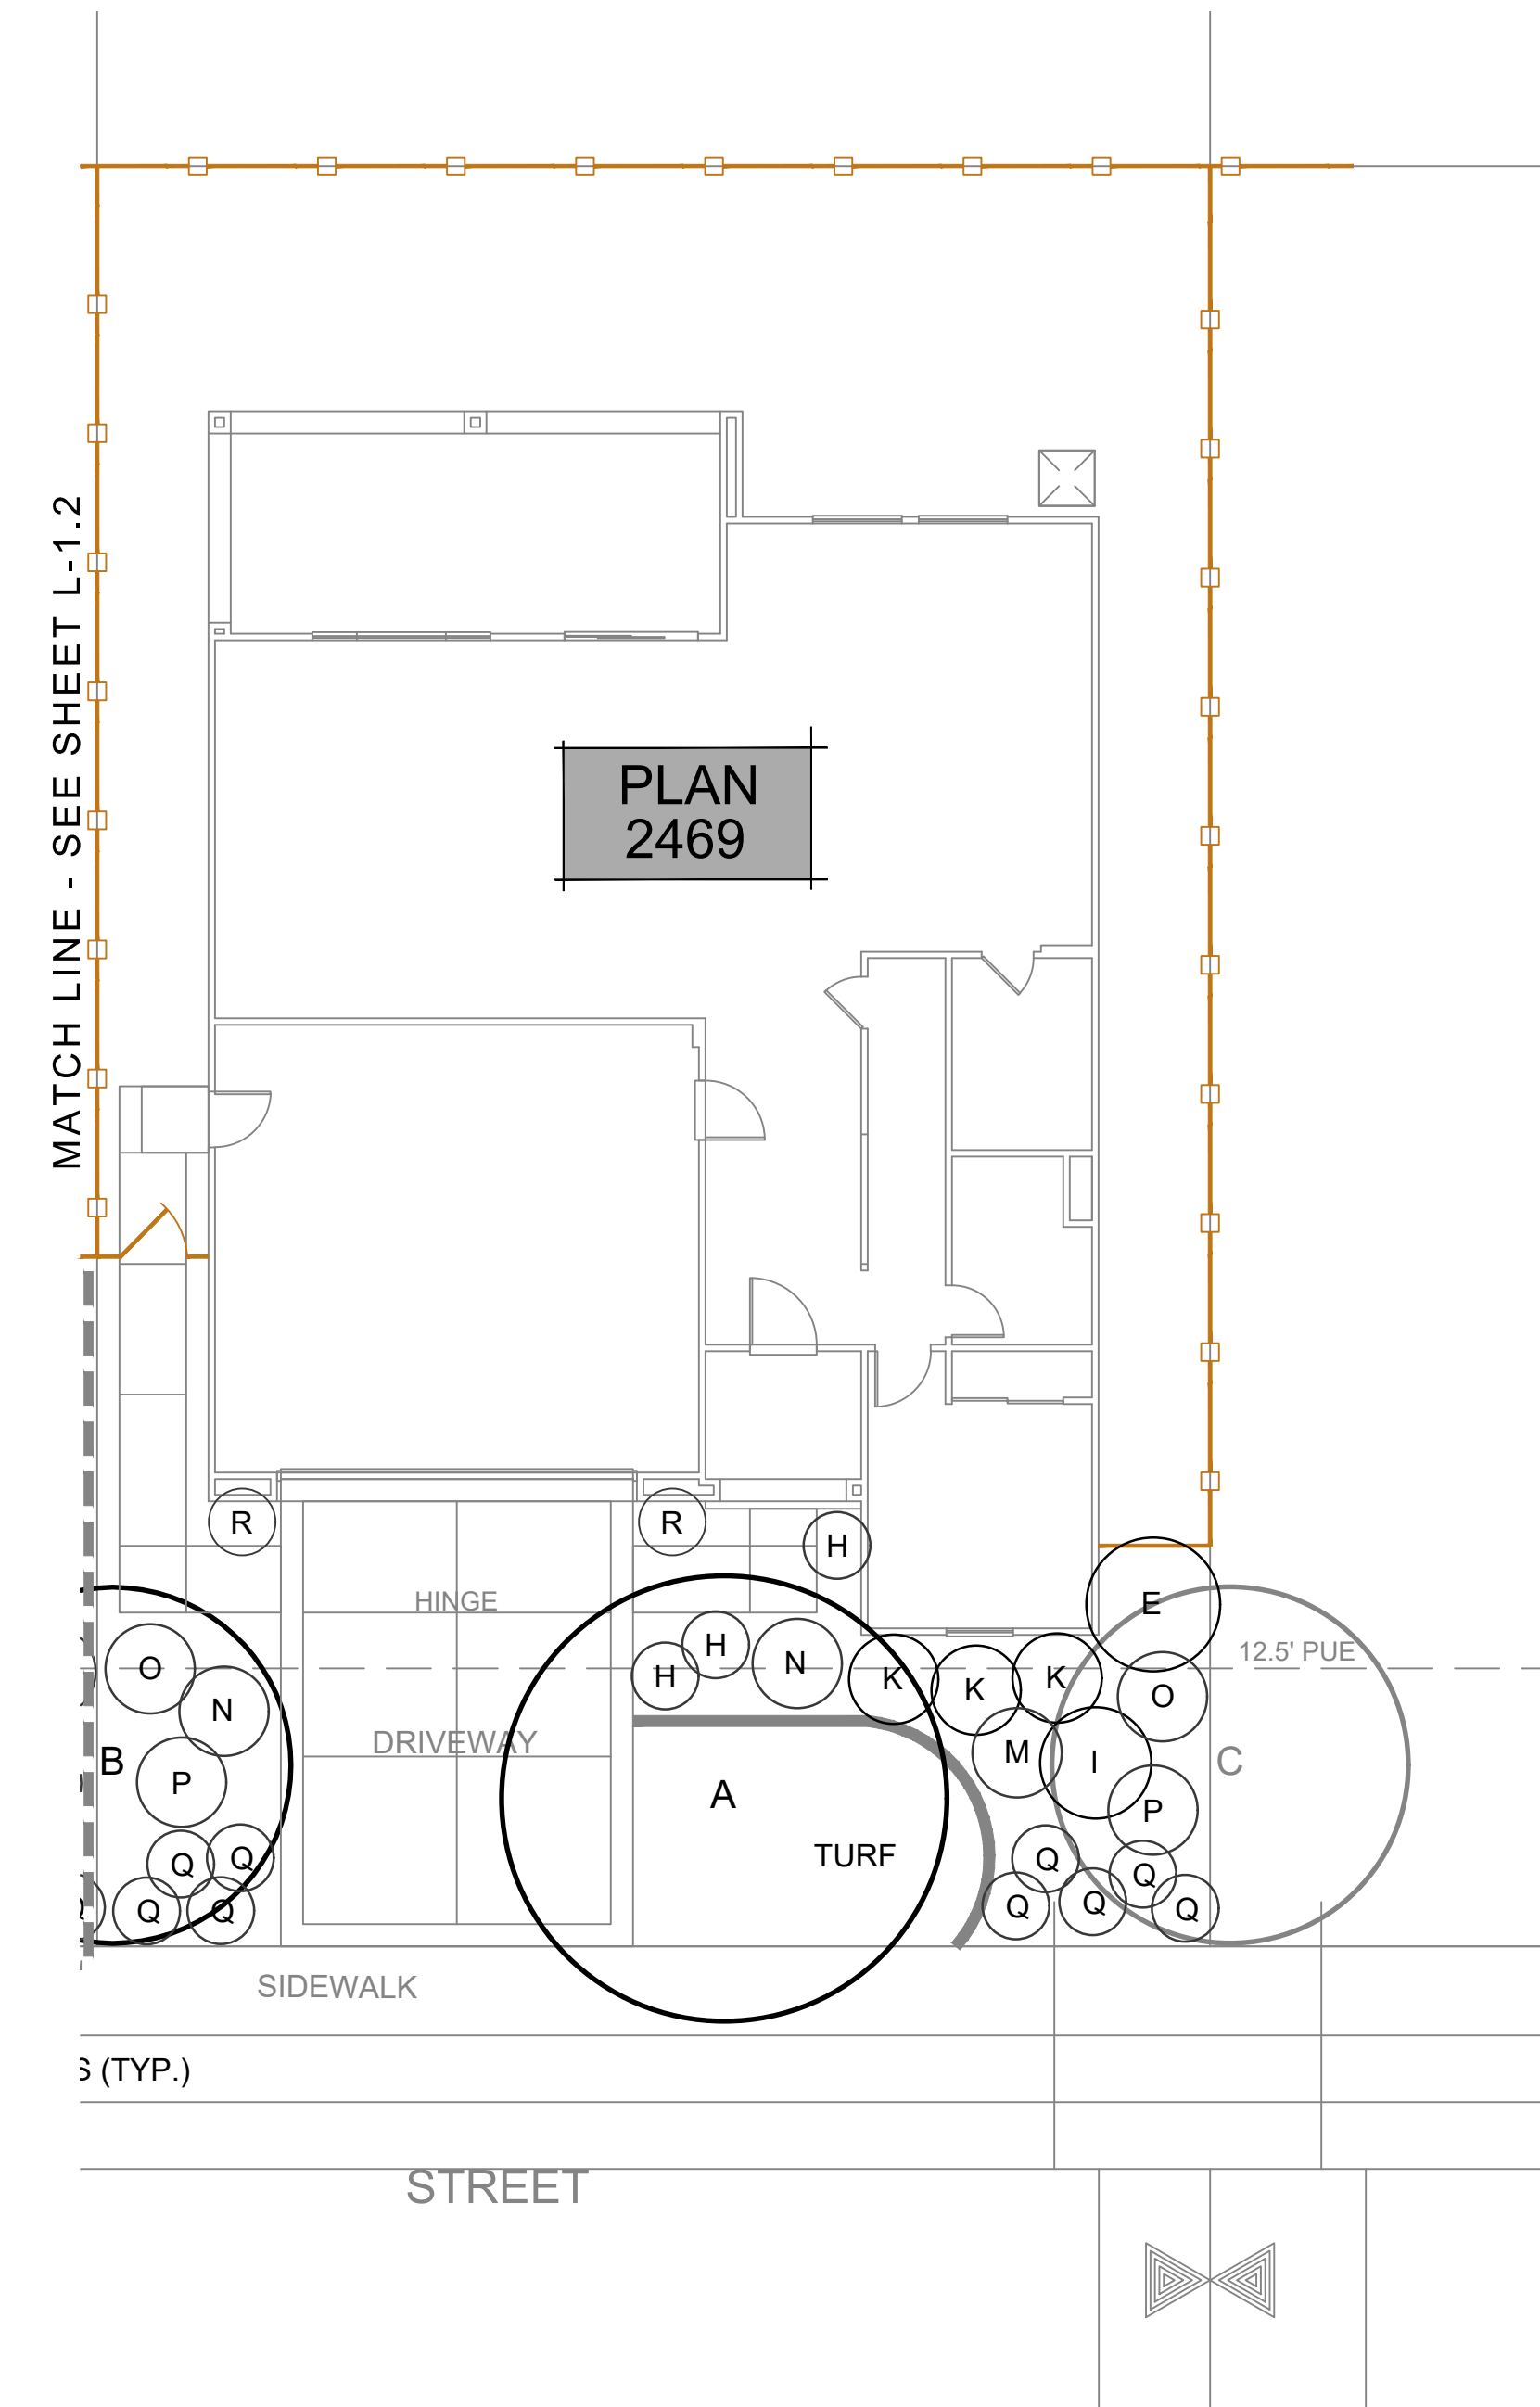 MATCH LINE - SEE SHEET L-1.2
PLAN
2469
R
R
H
HINGE
E
12.5' PUE
O
H
H
N
K
K
K
O
N
B
P
DRIVEWAY
A
M
I
C
P
TURF
Q
Q
Q
Q
Q
Q
Q
Q
Q
SIDEWALK
S (TYP.)
STREET